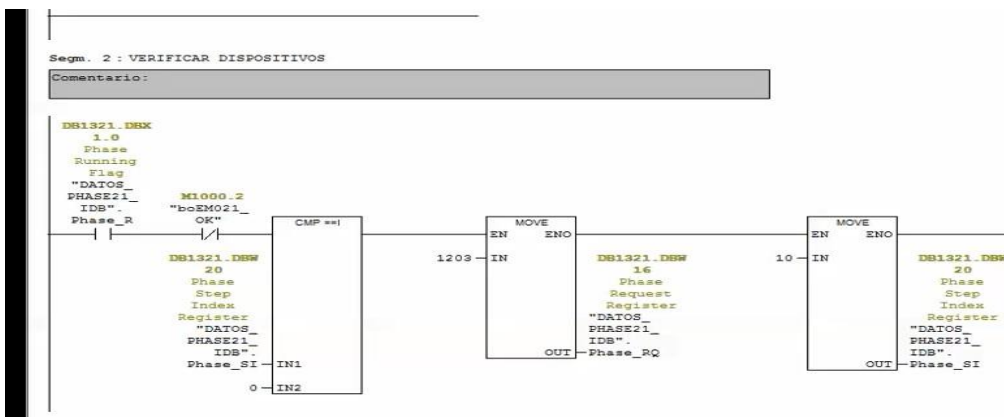 Segm. 2 : VERIFICAR DISPOSITIVOS
Comentario:
DB1321.DBX
1.0
Phase
Running
Flag
"DATOS_
PHASE21_
IDB".
Phase_R
M1000.2
"boEM021_
OK"
CMP ==I
DB1321.DBW
20
Phase
Step
Index
Register
"DATOS_
PHASE21_
IDB".
Phase_SI
IN1
0
IN2
MOVE
EN ENO
1203 IN
DB1321.DBW
16
Phase
Request
Register
"DATOS_
PHASE21_
IDB".
OUT Phase_RQ
MOVE
EN ENO
10 IN
DB1321.DBW
20
Phase
Step
Index
Register
"DATOS_
PHASE21_
IDB".
OUT Phase_SI